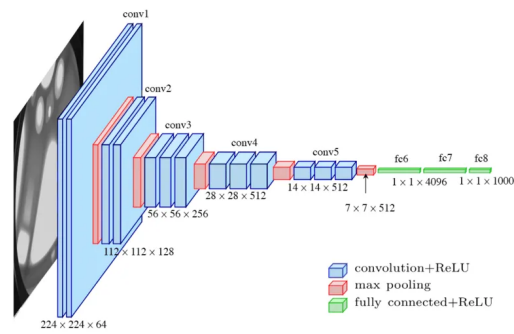 conv1
conv2
conv3
conv4
conv5
fc6
fc7
fc8
224 × 224 × 64
112 × 112 × 128
56 × 56 × 256
28 × 28 × 512
14 × 14 × 512
7 × 7 × 512
1 × 1 × 4096
1 × 1 × 1000
convolution+ReLU
max pooling
fully connected+ReLU